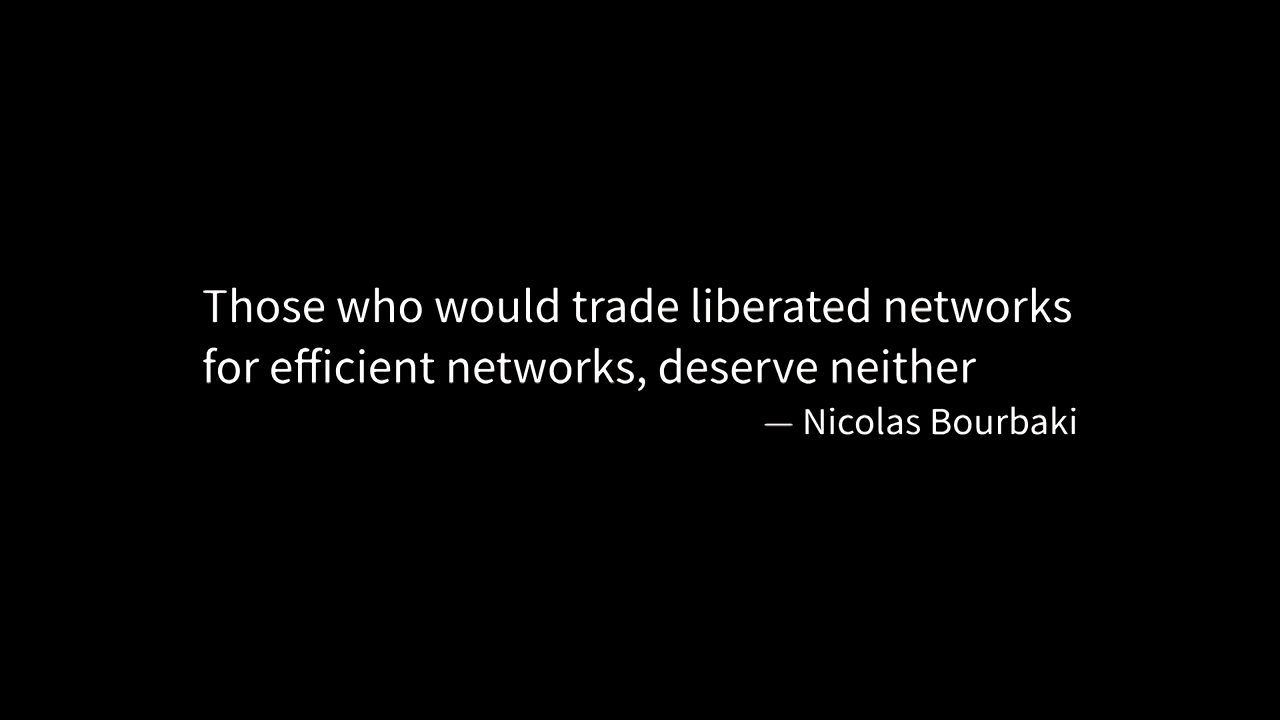 Those who would trade liberated networks
for efficient networks, deserve neither
— Nicolas Bourbaki